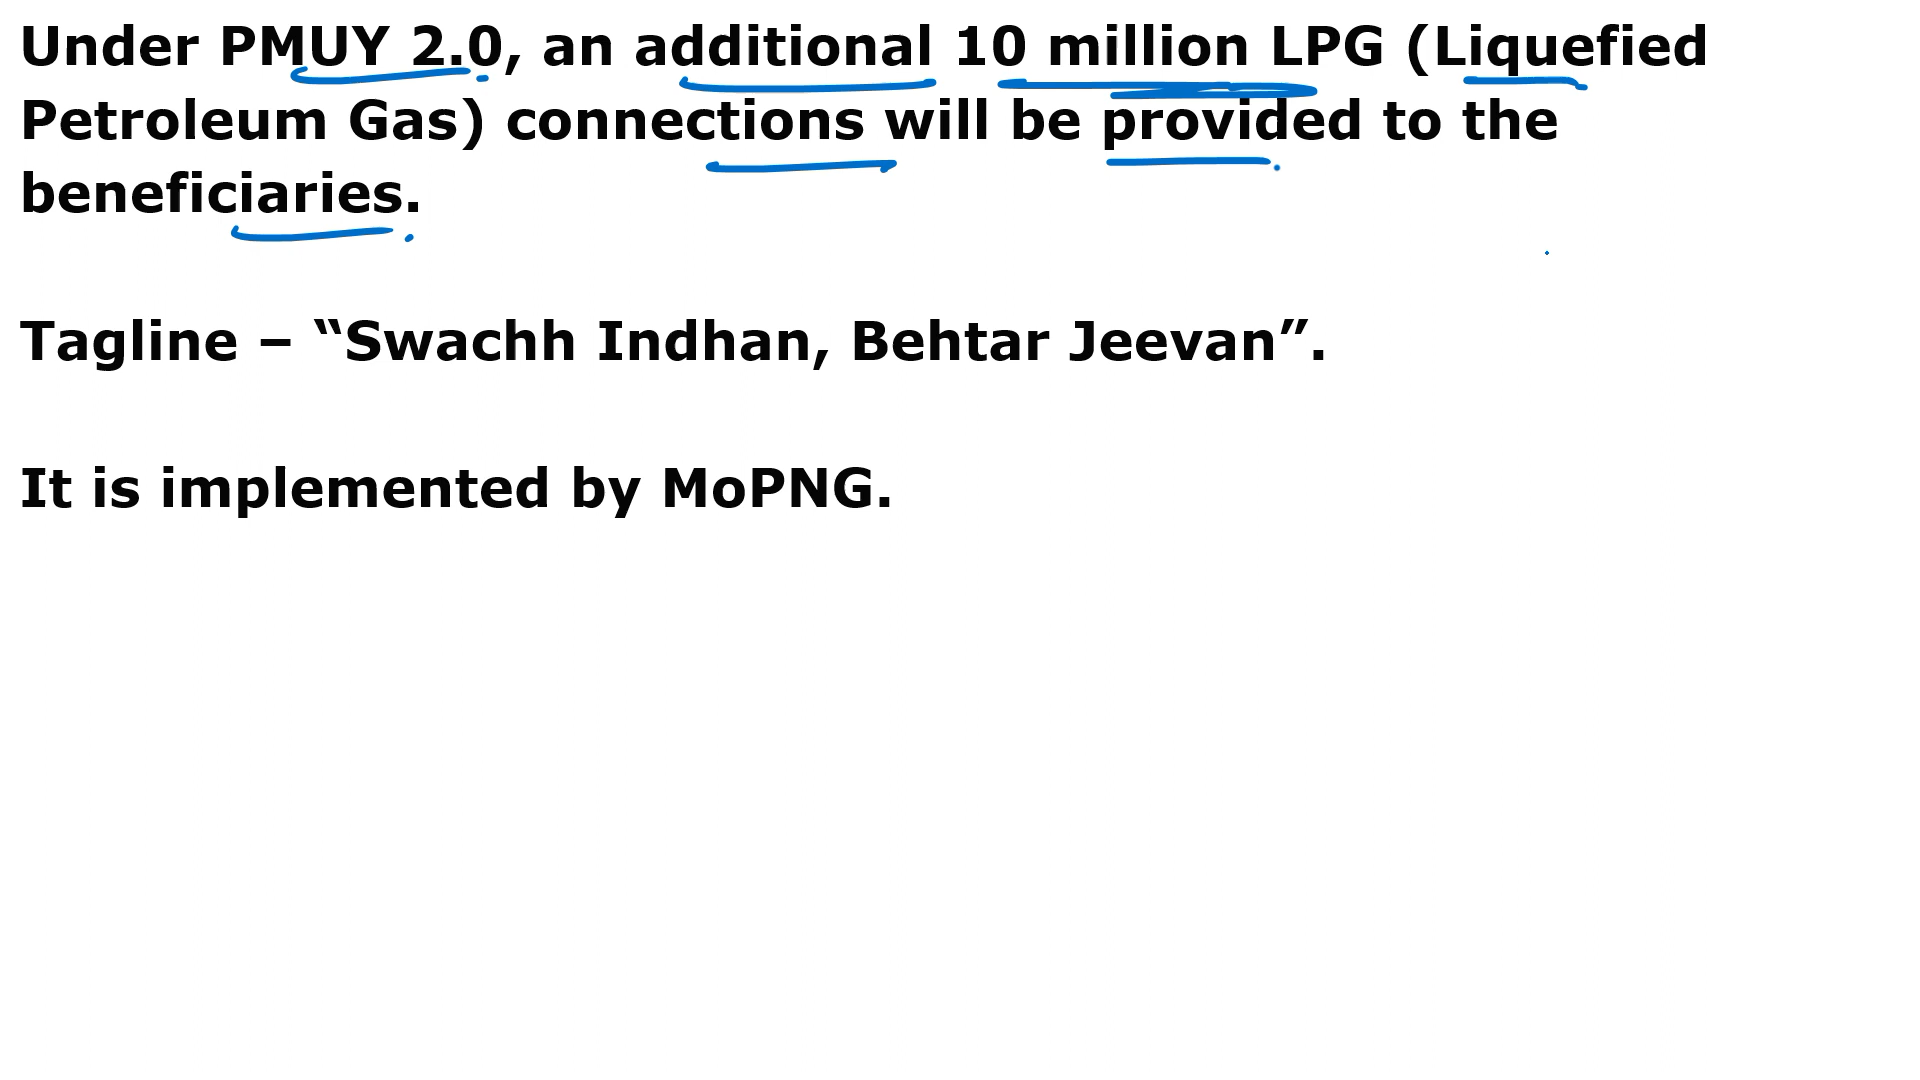 Under PMUY 2.0, an additional 10 million LPG (Liquefied
Petroleum Gas) connections will be provided to the
beneficiaries.
Tagline – “Swachh Indhan, Behtar Jeevan”.
It is implemented by MoPNG.